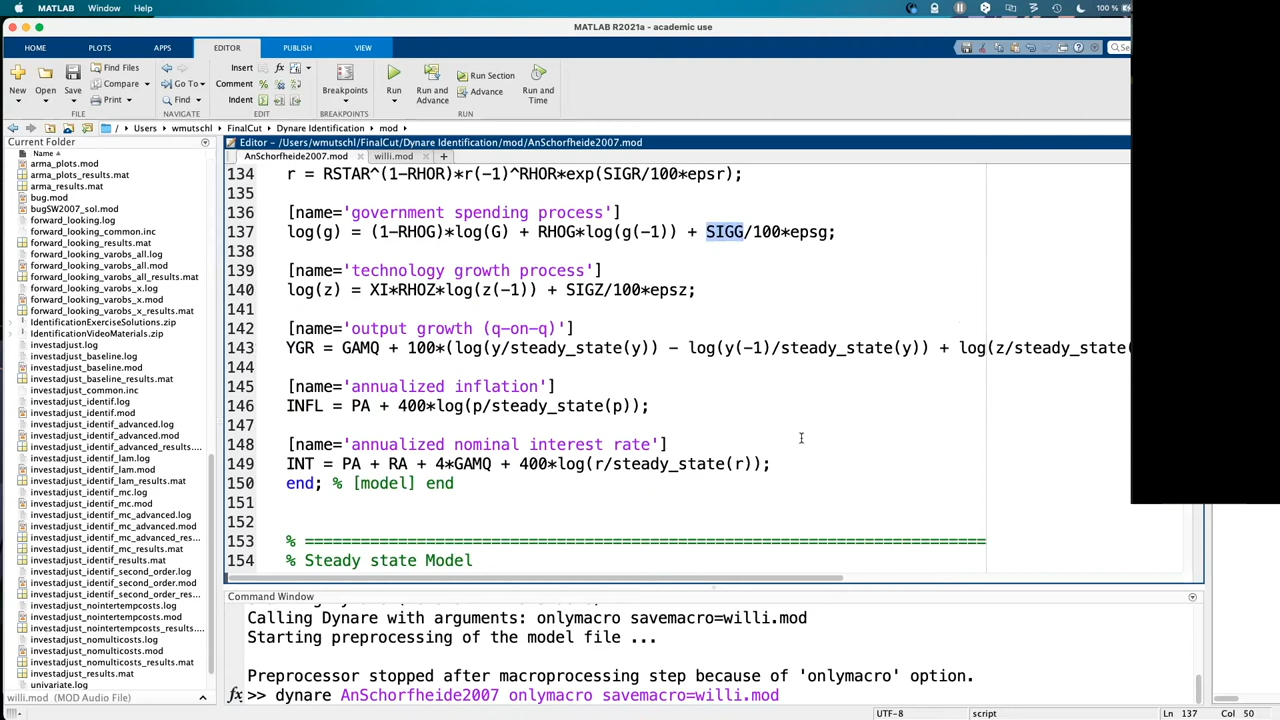 MATLAB Window Help
100 %
MATLAB R2021a - academic use
HOME PLOTS APPS EDITOR PUBLISH VIEW
New Open Save Find Files Compare Print Go To Find Insert Comment Indent Breakpoints Run Run and Advance Run Section Advance Run and Time
FILE NAVIGATE EDIT BREAKPOINTS RUN
/ Users wmutschl FinalCut Dynare Identification mod
Current Folder
Name
arma_plots.mod
arma_plots_results.mat
arma_results.mat
bug.mod
bugSW2007_sol.mod
forward_looking.log
forward_looking_common.inc
forward_looking_results.mat
forward_looking_varobs_all.log
forward_looking_varobs_all.mod
forward_looking_varobs_all_results.mat
forward_looking_varobs_x.log
forward_looking_varobs_x.mod
forward_looking_varobs_x_results.mat
IdentificationExerciseSolutions.zip
IdentificationVideoMaterials.zip
investadjust.log
investadjust_baseline.log
investadjust_baseline.mod
investadjust_baseline_results.mat
investadjust_common.inc
investadjust_identif.log
investadjust_identif.mod
investadjust_identif_advanced.log
investadjust_identif_advanced.mod
investadjust_identif_advanced_results....
investadjust_identif_lam.log
investadjust_identif_lam.mod
investadjust_identif_lam_results.mat
investadjust_identif_mc.log
investadjust_identif_mc.mod
investadjust_identif_mc_advanced.log
investadjust_identif_mc_advanced.mod
investadjust_identif_mc_advanced_res...
investadjust_identif_mc_results.mat
investadjust_identif_results.mat
investadjust_identif_second_order.log
investadjust_identif_second_order.mod
investadjust_identif_second_order_res...
investadjust_nointertempcosts.log
investadjust_nointertempcosts.mod
investadjust_nointertempcosts_results....
investadjust_nomulticosts.log
investadjust_nomulticosts.mod
investadjust_nomulticosts_results.mat
investadjust_results.mat
univariate.log
willi.mod (MOD Audio File)
Editor - /Users/wmutschl/FinalCut/Dynare Identification/mod/AnSchorfheide2007.mod
AnSchorfheide2007.mod willi.mod
134 r = RSTAR^(1-RHOR)*r(-1)^RHOR*exp(SIGR/100*epsr);
135
136 [name='government spending process']
137 log(g) = (1-RHOG)*log(G) + RHOG*log(g(-1)) + SIGG/100*epsg;
138
139 [name='technology growth process']
140 log(z) = XI*RHOZ*log(z(-1)) + SIGZ/100*epsz;
141
142 [name='output growth (q-on-q)']
143 YGR = GAMQ + 100*(log(y/steady_state(y)) - log(y(-1)/steady_state(y)) + log(z/steady_state(
144
145 [name='annualized inflation']
146 INFL = PA + 400*log(p/steady_state(p));
147
148 [name='annualized nominal interest rate']
149 INT = PA + RA + 4*GAMQ + 400*log(r/steady_state(r));
150 end; % [model] end
151
152
153 % =========================================================================
154 % Steady state Model
Command Window
Calling Dynare with arguments: onlymacro savemacro=willi.mod
Starting preprocessing of the model file ...
Preprocessor stopped after macroprocessing step because of 'onlymacro' option.
fx >> dynare AnSchorfheide2007 onlymacro savemacro=willi.mod
UTF-8 script Ln 137 Col 50